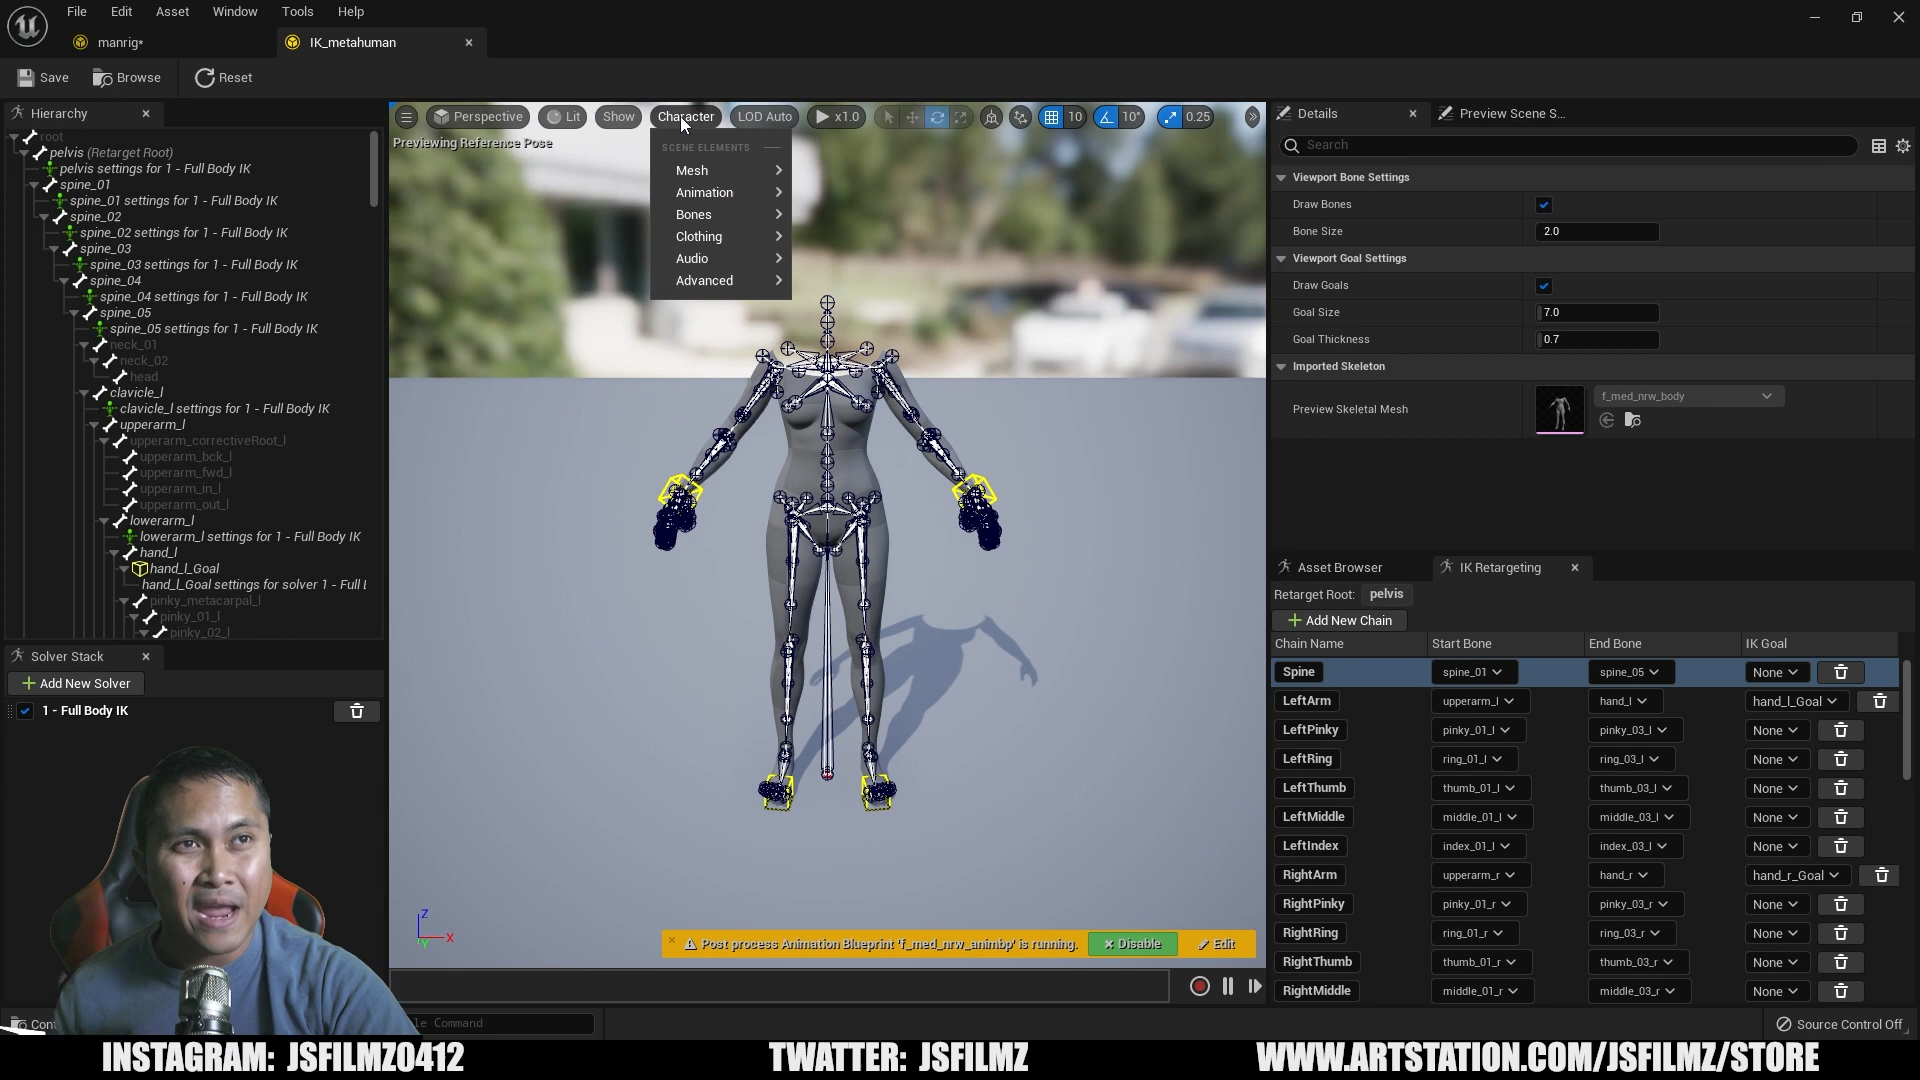 File Edit Asset Window Tools Help
manrig*
IK_metahuman
Save
Browse
Reset
Hierarchy
root
pelvis (Retarget Root)
pelvis settings for 1 - Full Body IK
spine_01
spine_01 settings for 1 - Full Body IK
spine_02
spine_02 settings for 1 - Full Body IK
spine_03
spine_03 settings for 1 - Full Body IK
spine_04
spine_04 settings for 1 - Full Body IK
spine_05
spine_05 settings for 1 - Full Body IK
neck_01
neck_02
head
clavicle_l
clavicle_l settings for 1 - Full Body IK
upperarm_l
upperarm_correctiveRoot_l
upperarm_bck_l
upperarm_fwd_l
upperarm_in_l
upperarm_out_l
lowerarm_l
lowerarm_l settings for 1 - Full Body IK
hand_l
hand_l_Goal
hand_l_Goal settings for solver 1 - Full
pinky_metacarpal_l
pinky_01_l
pinky_02_l
Solver Stack
Add New Solver
1 - Full Body IK
Perspective Lit Show Character LOD Auto x1.0 10 10° 0.25
Previewing Reference Pose
SCENE ELEMENTS
Mesh
Animation
Bones
Clothing
Audio
Advanced
Z
X
Y
Post process Animation Blueprint 'f_med_nrw_animbp' is running. Disable Edit
Details
Preview Scene S...
Search
Viewport Bone Settings
Draw Bones
Bone Size 2.0
Viewport Goal Settings
Draw Goals
Goal Size 7.0
Goal Thickness 0.7
Imported Skeleton
Preview Skeletal Mesh f_med_nrw_body
Asset Browser
IK Retargeting
Retarget Root: pelvis
Add New Chain
Chain Name Start Bone End Bone IK Goal
Spine spine_01 spine_05 None
LeftArm upperarm_l hand_l hand_l_Goal
LeftPinky pinky_01_l pinky_03_l None
LeftRing ring_01_l ring_03_l None
LeftThumb thumb_01_l thumb_03_l None
LeftMiddle middle_01_l middle_03_l None
LeftIndex index_01_l index_03_l None
RightArm upperarm_r hand_r hand_r_Goal
RightPinky pinky_01_r pinky_03_r None
RightRing ring_01_r ring_03_r None
RightThumb thumb_01_r thumb_03_r None
RightMiddle middle_01_r middle_03_r None
Command
Source Control Off
INSTAGRAM: JSFILMZ0412 TWATTER: JSFILMZ WWW.ARTSTATION.COM/JSFILMZ/STORE